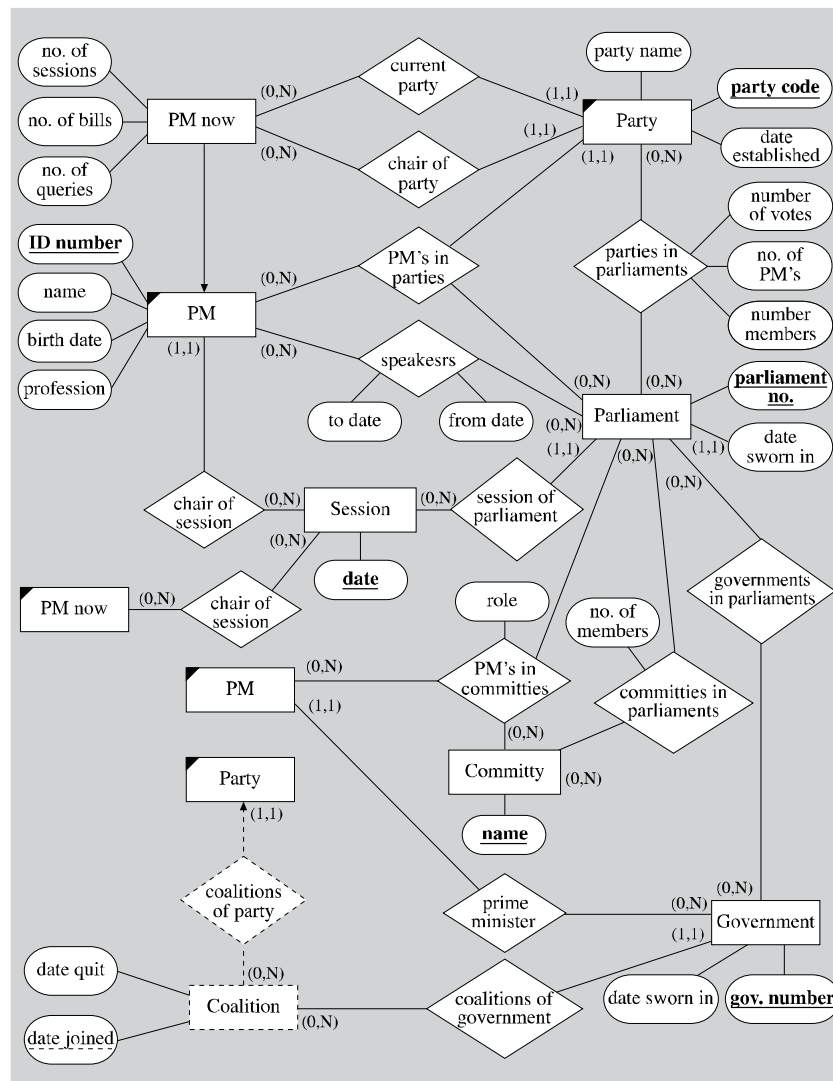 no. of
sessions
no. of bills
no. of
queries
PM now
(0,N)
(0,N)
current
party
chair of
party
(1,1)
(1,1)
party name
Party
(1,1)
(0,N)
party code
date
established
ID number
name
birth date
profession
PM
(1,1)
(0,N)
(0,N)
PM's in
parties
speakesrs
to date
from date
parties in
parliaments
number
of votes
no. of
PM's
number
members
(0,N)
(0,N)
Parliament
(0,N)
(1,1)
(0,N)
(0,N)
(1,1)
parliament
no.
date
sworn in
chair of
session
(0,N)
Session
(0,N)
session of
parliament
(0,N)
date
PM now
(0,N)
chair of
session
governments
in parliaments
role
no. of
members
PM
(0,N)
(1,1)
PM's in
committies
committies in
parliaments
(0,N)
Committy
(0,N)
name
Party
(1,1)
coalitions
of party
prime
minister
(0,N)
(0,N)
Government
(1,1)
date quit
(0,N)
Coalition
(0,N)
date joined
coalitions of
government
date sworn in
gov. number